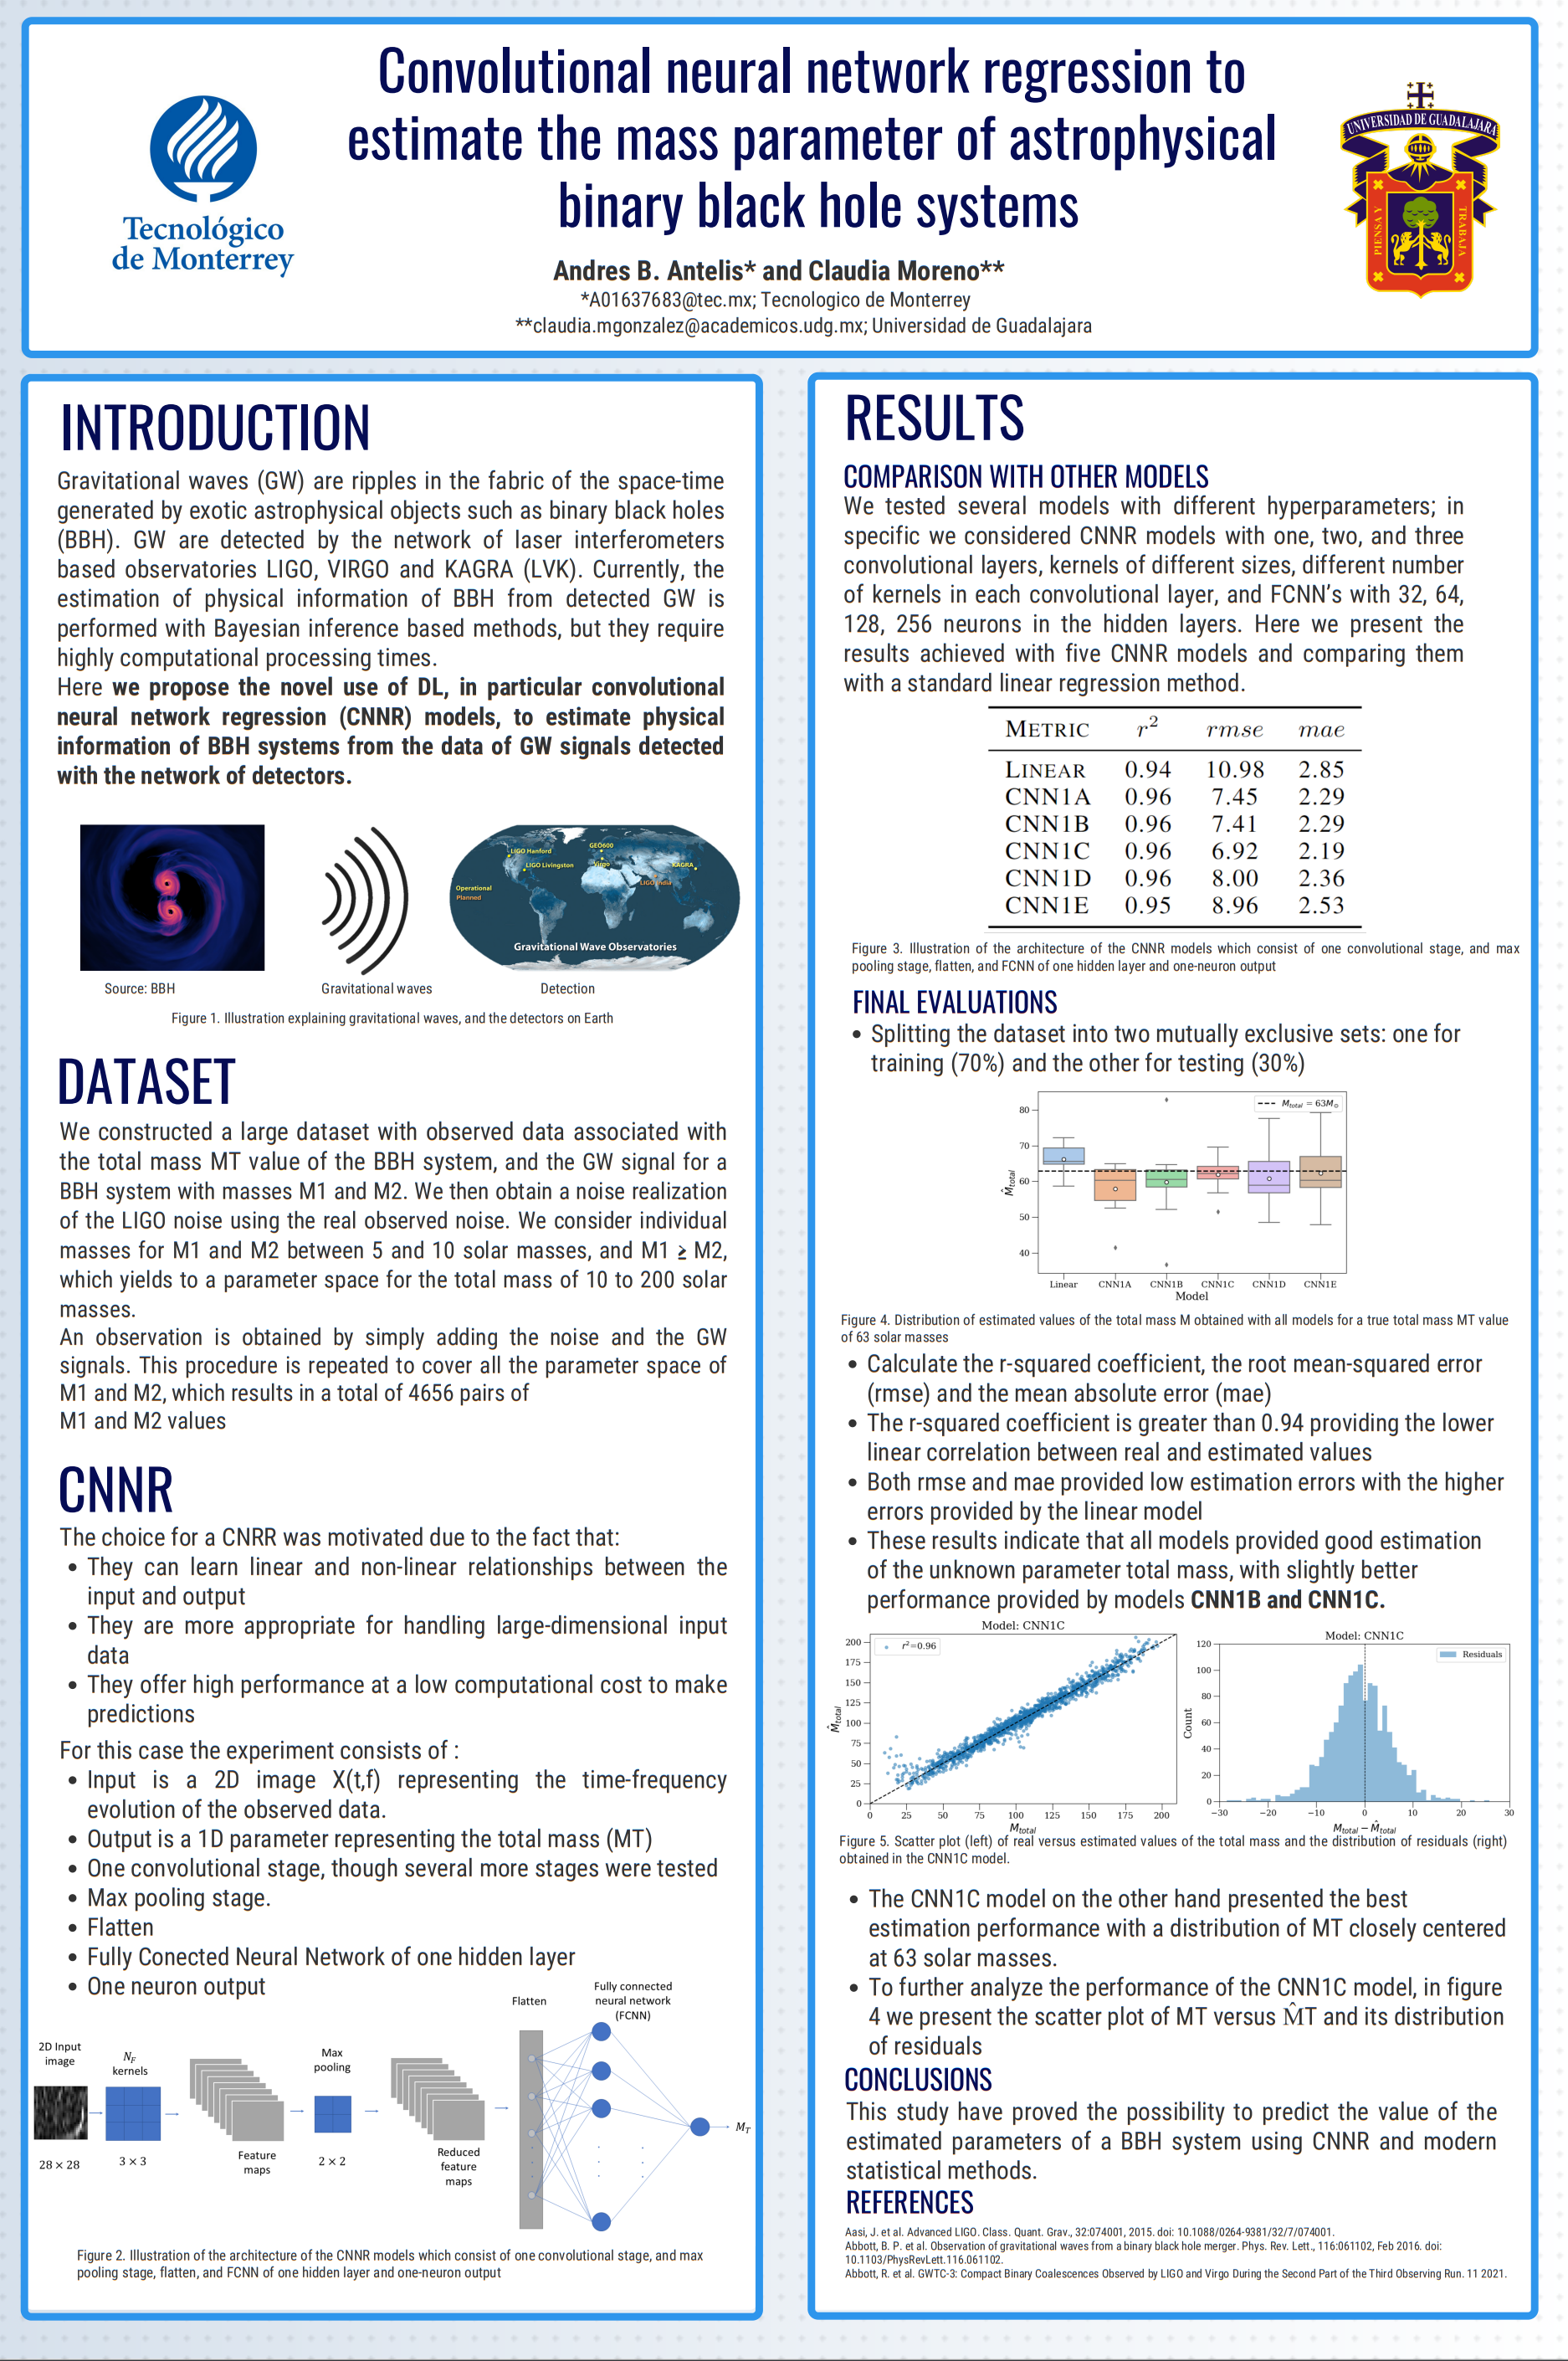 Convolutional neural network regression to
estimate the mass parameter of astrophysical
binary black hole systems
Tecnológico
de Monterrey
UNIVERSIDAD DE GUADALAJARA
PIENSA Y
TRABAJA
Andres B. Antelis* and Claudia Moreno**
*A01637683@tec.mx; Tecnologico de Monterrey
**claudia.mgonzalez@academicos.udg.mx; Universidad de Guadalajara
INTRODUCTION
Gravitational waves (GW) are ripples in the fabric of the space-time
generated by exotic astrophysical objects such as binary black holes
(BBH). GW are detected by the network of laser interferometers
based observatories LIGO, VIRGO and KAGRA (LVK). Currently, the
estimation of physical information of BBH from detected GW is
performed with Bayesian inference based methods, but they require
highly computational processing times.
Here we propose the novel use of DL, in particular convolutional
neural network regression (CNNR) models, to estimate physical
information of BBH systems from the data of GW signals detected
with the network of detectors.
LIGO Hanford
LIGO Livingston
GEO600
Virgo
KAGRA
LIGO India
Operational
Planned
Gravitational Wave Observatories
Source: BBH
Gravitational waves
Detection
Figure 1. Illustration explaining gravitational waves, and the detectors on Earth
DATASET
We constructed a large dataset with observed data associated with
the total mass MT value of the BBH system, and the GW signal for a
BBH system with masses M1 and M2. We then obtain a noise realization
of the LIGO noise using the real observed noise. We consider individual
masses for M1 and M2 between 5 and 10 solar masses, and M1 ≥ M2,
which yields to a parameter space for the total mass of 10 to 200 solar
masses.
An observation is obtained by simply adding the noise and the GW
signals. This procedure is repeated to cover all the parameter space of
M1 and M2, which results in a total of 4656 pairs of
M1 and M2 values
CNNR
The choice for a CNRR was motivated due to the fact that:
• They can learn linear and non-linear relationships between the
input and output
• They are more appropriate for handling large-dimensional input
data
• They offer high performance at a low computational cost to make
predictions
For this case the experiment consists of :
• Input is a 2D image X(t,f) representing the time-frequency
evolution of the observed data.
• Output is a 1D parameter representing the total mass (MT)
• One convolutional stage, though several more stages were tested
• Max pooling stage.
• Flatten
• Fully Conected Neural Network of one hidden layer
• One neuron output
2D Input
image
28 × 28
N_F
kernels
3 × 3
Feature
maps
Max
pooling
2 × 2
Reduced
feature
maps
Flatten
Fully connected
neural network
(FCNN)
M_T
Figure 2. Illustration of the architecture of the CNNR models which consist of one convolutional stage, and max
pooling stage, flatten, and FCNN of one hidden layer and one-neuron output
RESULTS
COMPARISON WITH OTHER MODELS
We tested several models with different hyperparameters; in
specific we considered CNNR models with one, two, and three
convolutional layers, kernels of different sizes, different number
of kernels in each convolutional layer, and FCNN's with 32, 64,
128, 256 neurons in the hidden layers. Here we present the
results achieved with five CNNR models and comparing them
with a standard linear regression method.
METRIC r² rmse mae
LINEAR 0.94 10.98 2.85
CNN1A 0.96 7.45 2.29
CNN1B 0.96 7.41 2.29
CNN1C 0.96 6.92 2.19
CNN1D 0.96 8.00 2.36
CNN1E 0.95 8.96 2.53
Figure 3. Illustration of the architecture of the CNNR models which consist of one convolutional stage, and max
pooling stage, flatten, and FCNN of one hidden layer and one-neuron output
FINAL EVALUATIONS
• Splitting the dataset into two mutually exclusive sets: one for
training (70%) and the other for testing (30%)
M_total = 63M⊙
80
70
60
50
40
M̂_total
Linear CNN1A CNN1B CNN1C CNN1D CNN1E
Model
Figure 4. Distribution of estimated values of the total mass M obtained with all models for a true total mass MT value
of 63 solar masses
• Calculate the r-squared coefficient, the root mean-squared error
(rmse) and the mean absolute error (mae)
• The r-squared coefficient is greater than 0.94 providing the lower
linear correlation between real and estimated values
• Both rmse and mae provided low estimation errors with the higher
errors provided by the linear model
• These results indicate that all models provided good estimation
of the unknown parameter total mass, with slightly better
performance provided by models CNN1B and CNN1C.
Model: CNN1C
r²=0.96
200
175
150
125
100
75
50
25
0
M̂_total
0 25 50 75 100 125 150 175 200
M_total
Model: CNN1C
Residuals
120
100
80
60
40
20
0
Count
−30 −20 −10 0 10 20 30
M_total − M̂_total
Figure 5. Scatter plot (left) of real versus estimated values of the total mass and the distribution of residuals (right)
obtained in the CNN1C model.
• The CNN1C model on the other hand presented the best
estimation performance with a distribution of MT closely centered
at 63 solar masses.
• To further analyze the performance of the CNN1C model, in figure
4 we present the scatter plot of MT versus M̂T and its distribution
of residuals
CONCLUSIONS
This study have proved the possibility to predict the value of the
estimated parameters of a BBH system using CNNR and modern
statistical methods.
REFERENCES
Aasi, J. et al. Advanced LIGO. Class. Quant. Grav., 32:074001, 2015. doi: 10.1088/0264-9381/32/7/074001.
Abbott, B. P. et al. Observation of gravitational waves from a binary black hole merger. Phys. Rev. Lett., 116:061102, Feb 2016. doi:
10.1103/PhysRevLett.116.061102.
Abbott, R. et al. GWTC-3: Compact Binary Coalescences Observed by LIGO and Virgo During the Second Part of the Third Observing Run. 11 2021.